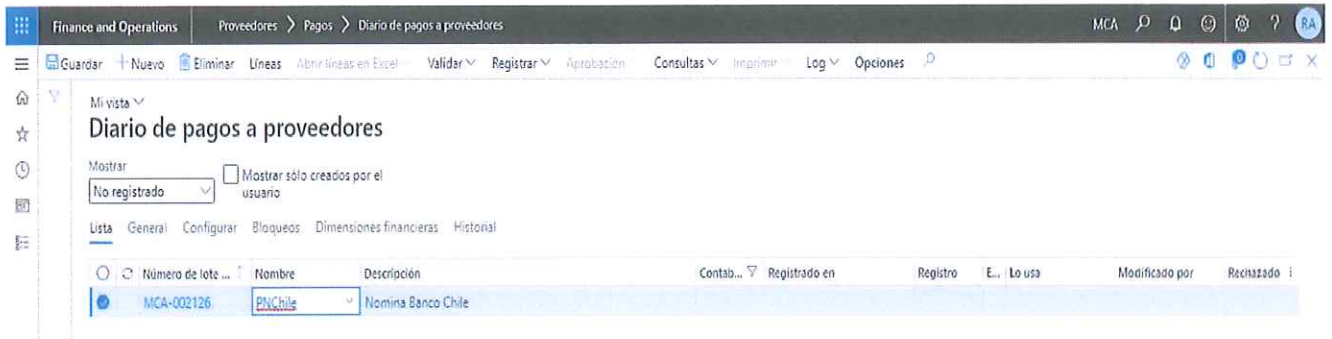 Finance and Operations Proveedores > Pagos > Diario de pagos a proveedores MCA ? RA
Guardar + Nuevo Eliminar Líneas Abrir líneas en Excel Validar Registrar Aprobación Consultas Imprimir Log Opciones 0
Mi vista
Diario de pagos a proveedores
Mostrar
No registrado
Mostrar sólo creados por el
usuario
Lista General Configurar Bloqueos Dimensiones financieras Historial
Número de lote ... Nombre Descripción Contab... Registrado en Registro E... Lo usa Modificado por Rechazado
MCA-002126 PNChile Nomina Banco Chile